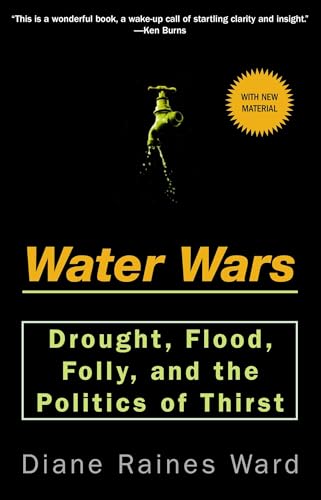 "This is a wonderful book, a wake-up call of startling clarity and insight."
—Ken Burns
WITH NEW
MATERIAL
Water Wars
Drought, Flood,
Folly, and the
Politics of Thirst
Diane Raines Ward